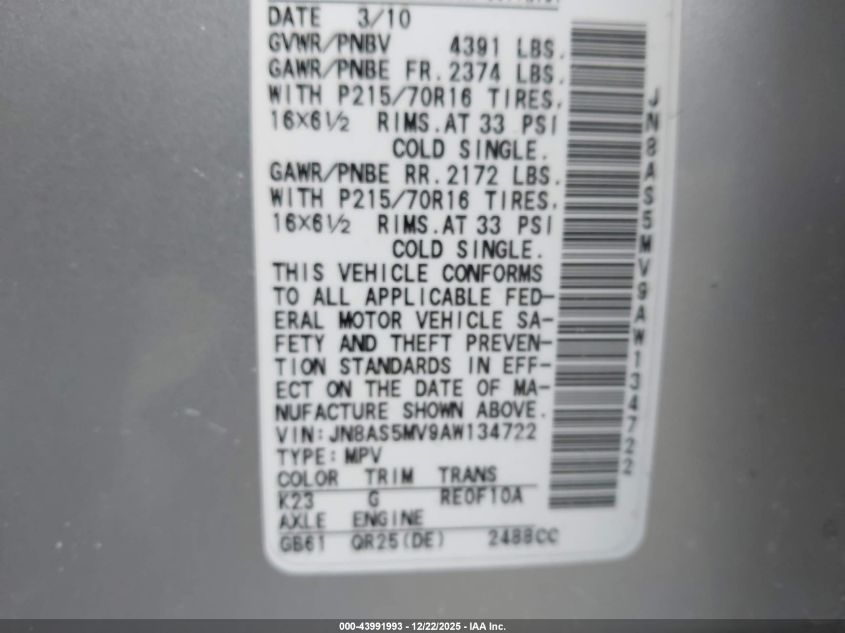 DATE 3/10
GVWR/PNBV 4391 LBS.
GAWR/PNBE FR. 2374 LBS.
WITH P215/70R16 TIRES.
16X6½ RIMS. AT 33 PSI
COLD SINGLE.
GAWR/PNBE RR. 2172 LBS.
WITH P215/70R16 TIRES.
16X6½ RIMS. AT 33 PSI
COLD SINGLE.
THIS VEHICLE CONFORMS
TO ALL APPLICABLE FED-
ERAL MOTOR VEHICLE SA-
FETY AND THEFT PREVEN-
TION STANDARDS IN EFF-
ECT ON THE DATE OF MA-
NUFACTURE SHOWN ABOVE.
VIN: JN8AS5MV9AW134722
TYPE: MPV
COLOR TRIM TRANS
K23 G RE0F10A
AXLE ENGINE
GB61 QR25(DE) 2488CC
JN8AS5MV9AW134722
000-43991993 - 12/22/2025 - IAA Inc.